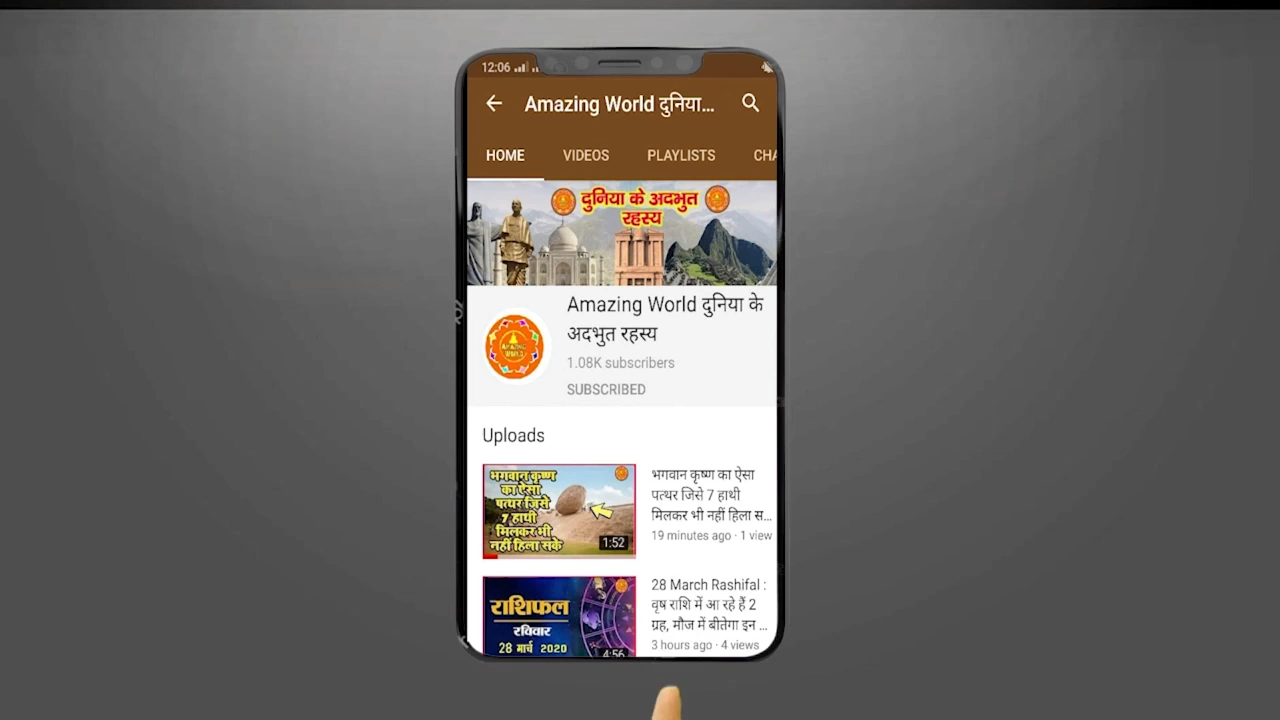 12:06
Amazing World दुनिया...
HOME VIDEOS PLAYLISTS CHA
दुनिया के अदभुत
रहस्य
Amazing World दुनिया के
अदभुत रहस्य
AMAZING
WORLD
1.08K subscribers
SUBSCRIBED
Uploads
भगवान कृष्ण
का ऐसा
पत्थर जिसे
7 हाथी
मिलकर भी
नहीं हिला सके
1:52
भगवान कृष्ण का ऐसा
पत्थर जिसे 7 हाथी
मिलकर भी नहीं हिला स...
19 minutes ago · 1 view
राशिफल
रविवार
28 मार्च 2020
4:56
28 March Rashifal :
वृष राशि में आ रहे हैं 2
ग्रह, मौज में बीतेगा इन ...
3 hours ago · 4 views